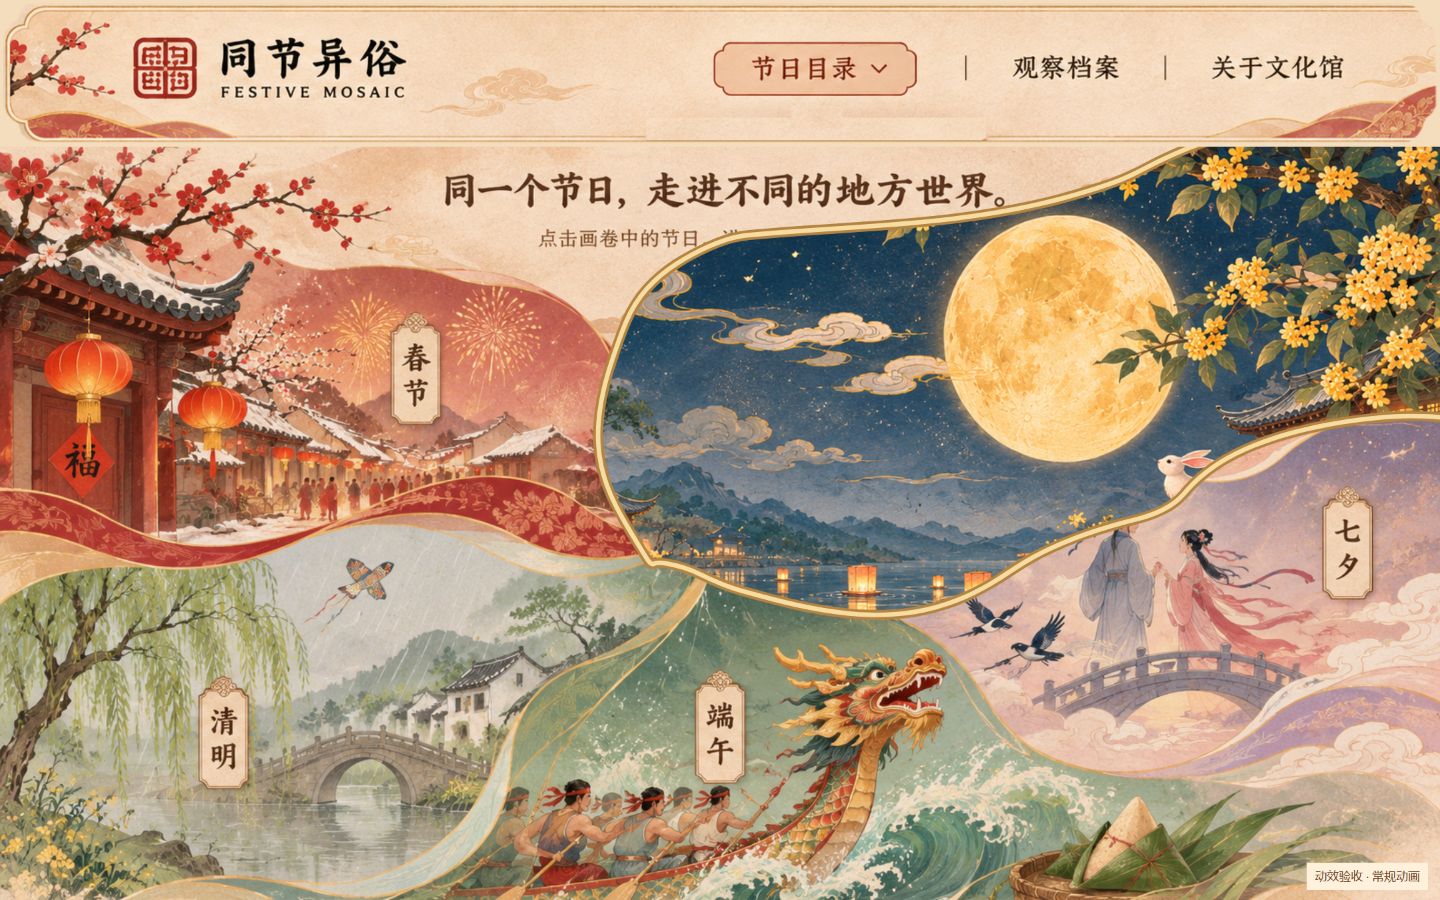 同节异俗
FESTIVE MOSAIC
节日目录
观察档案
关于文化馆
同一个节日，走进不同的地方世界。
点击画卷中的节日
春节
福
七夕
清明
端午
动效验收 · 常规动画